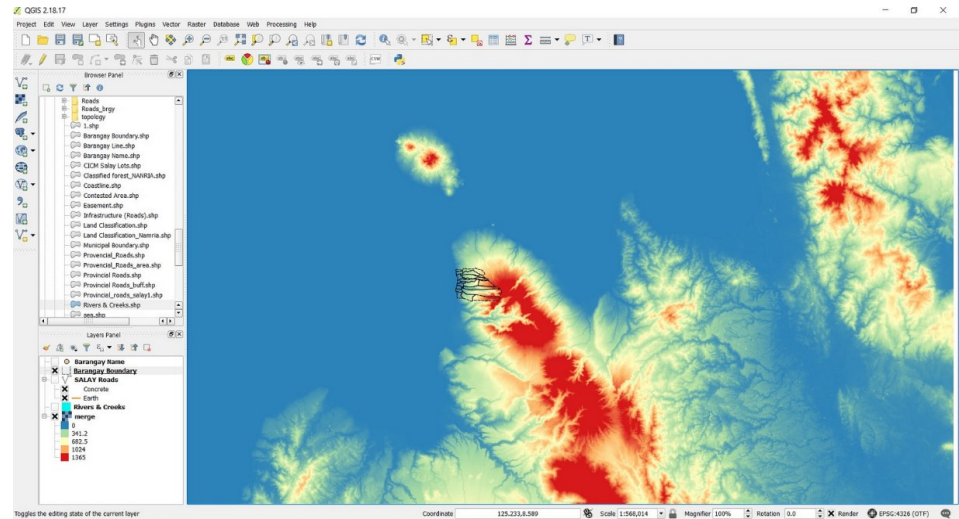 QGIS 2.18.17
Project Edit View Layer Settings Plugins Vector Raster Database Web Processing Help
Browser Panel
Roads
Roads_brgy
topology
1.shp
Barangay Boundary.shp
Barangay Line.shp
Barangay Name.shp
CICM Salay Lots.shp
Classified forest_NANRIA.shp
Coastline.shp
Contested Area.shp
Easement.shp
Infrastructure (Roads).shp
Land Classification.shp
Land Classification_Namria.shp
Municipal Boundary.shp
Provencial_Roads.shp
Provencial_Roads_area.shp
Provincial Roads.shp
Provincial Roads_buff.shp
Provincial_roads_salay1.shp
Rivers & Creeks.shp
sea.shp
Layers Panel
Barangay Name
Barangay Boundary
SALAY Roads
Concrete
Earth
Rivers & Creeks
merge
0
341.2
682.5
1024
1365
Toggles the editing state of the current layer
Coordinate 125.233,8.589 Scale 1:568,014 Magnifier 100% Rotation 0.0 Render EPSG:4326 (OTF)